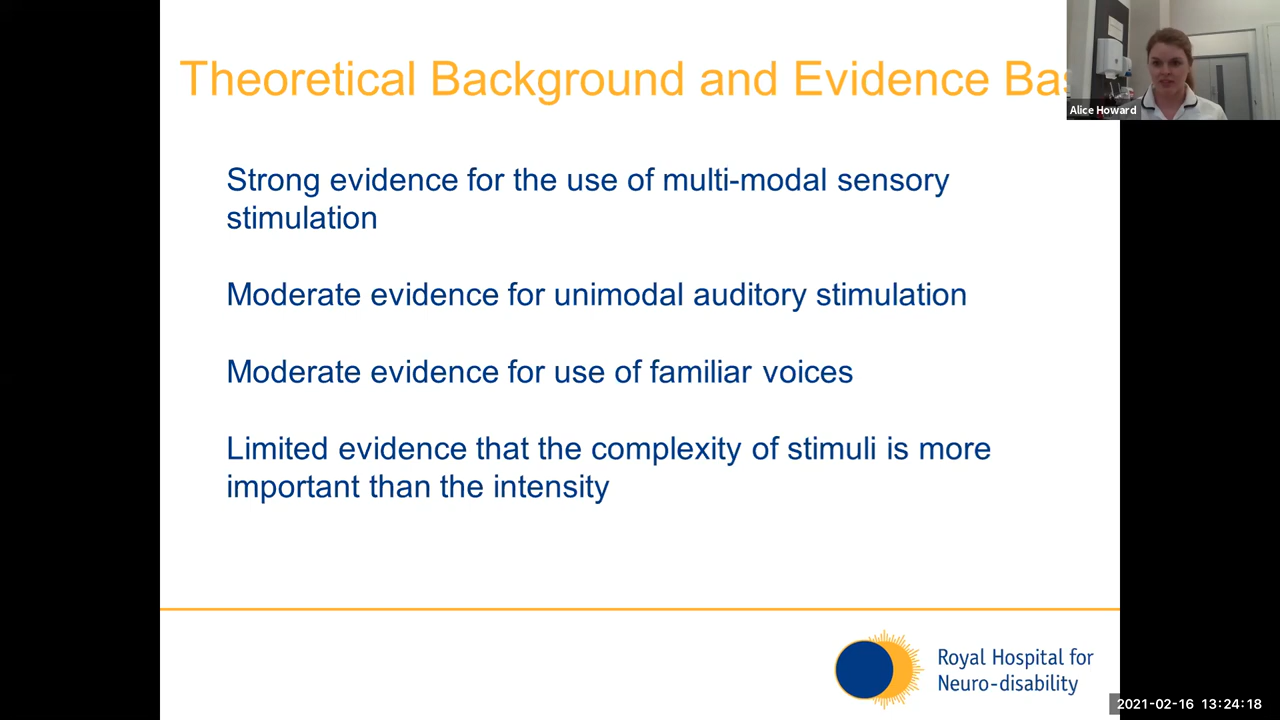 Theoretical Background and Evidence Bas
Alice Howard
Strong evidence for the use of multi-modal sensory
stimulation
Moderate evidence for unimodal auditory stimulation
Moderate evidence for use of familiar voices
Limited evidence that the complexity of stimuli is more
important than the intensity
Royal Hospital for
Neuro-disability
2021-02-16 13:24:18